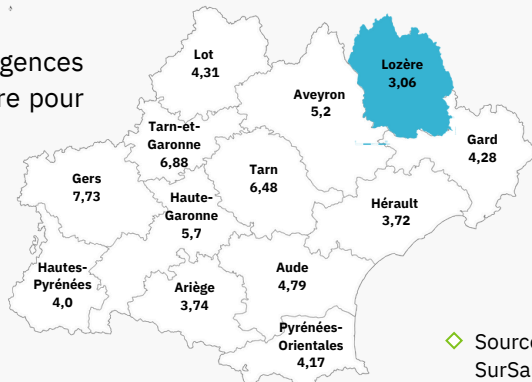 gences
re pour
Lot
4,31
Lozère
3,06
Aveyron
5,2
Tarn-et-
Garonne
6,88
Gard
4,28
Gers
7,73
Tarn
6,48
Haute-
Garonne
5,7
Hérault
3,72
Hautes-
Pyrénées
4,0
Ariège
3,74
Aude
4,79
Pyrénées-
Orientales
4,17
Source
SurSa